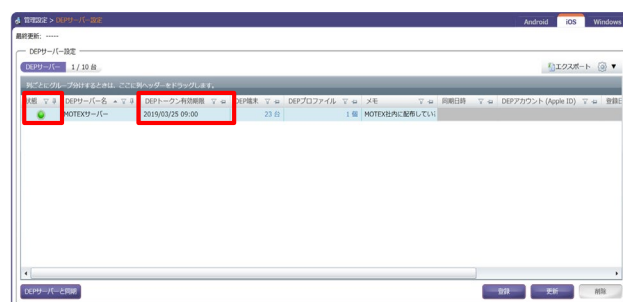 管理設定 > DEPサーバー設定
Android iOS Windows
最終更新: -----
DEPサーバー設定
DEPサーバー 1 / 10 台 エクスポート
列ごとにグループ分けするときは、ここに列ヘッダーをドラッグします。
状態 DEPサーバー名 DEPトークン有効期限 DEP端末 DEPプロファイル メモ 同期日時 DEPアカウント (Apple ID)
MOTEXサーバー 2019/03/25 09:00 23 台 1 個 MOTEX社内に配布してい
DEPサーバーと同期 登録 更新 削除